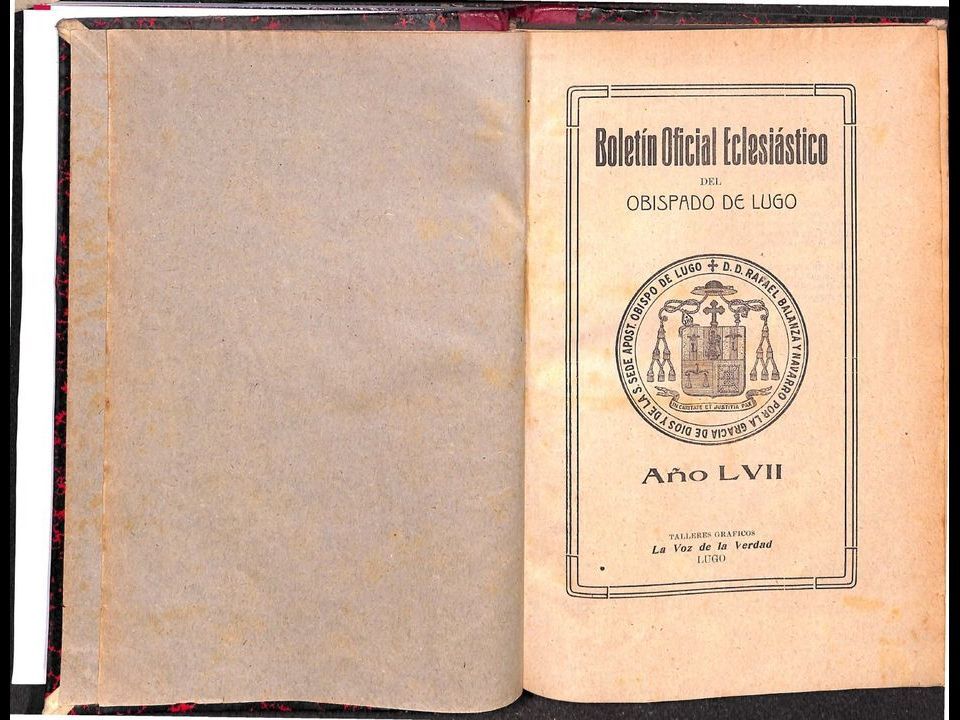 Boletín Oficial Eclesiástico
DEL
OBISPADO DE LUGO
✠ D. D. RAFAEL BALANZA Y NAVARRO POR LA GRACIA DE DIOS Y DE LA S. SEDE APOST. OBISPO DE LUGO
IN CARITATE ET JUSTITIA PAX
Año LVII
TALLERES GRAFICOS
La Voz de la Verdad
LUGO